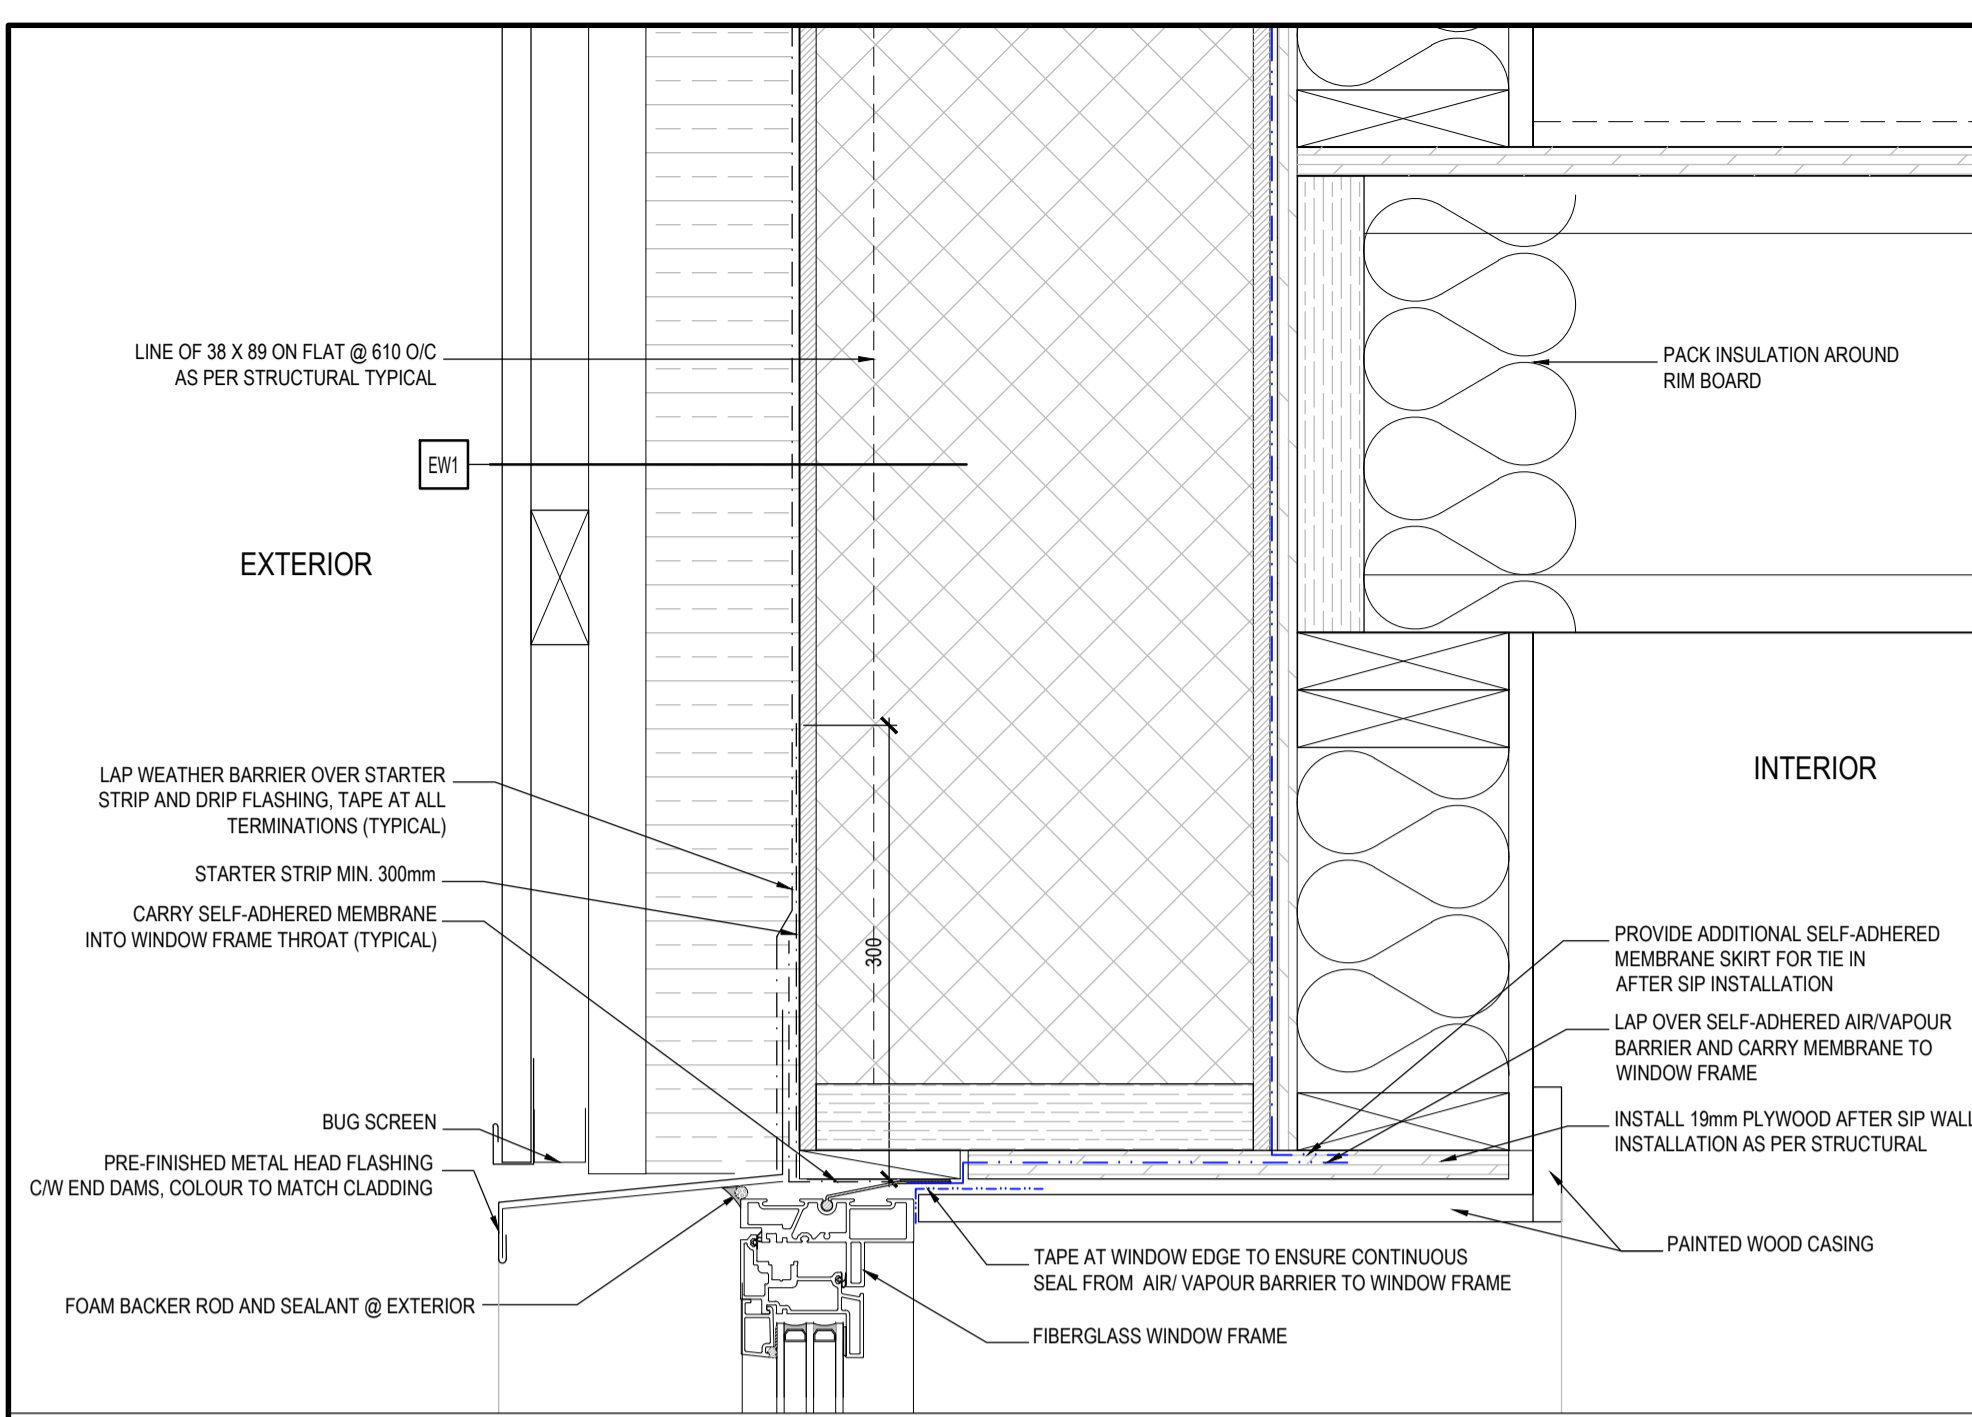 LINE OF 38 X 89 ON FLAT @ 610 O/C
AS PER STRUCTURAL TYPICAL
EW1
EXTERIOR
LAP WEATHER BARRIER OVER STARTER
STRIP AND DRIP FLASHING, TAPE AT ALL
TERMINATIONS (TYPICAL)
STARTER STRIP MIN. 300mm
CARRY SELF-ADHERED MEMBRANE
INTO WINDOW FRAME THROAT (TYPICAL)
BUG SCREEN
PRE-FINISHED METAL HEAD FLASHING
C/W END DAMS, COLOUR TO MATCH CLADDING
FOAM BACKER ROD AND SEALANT @ EXTERIOR
300
PACK INSULATION AROUND
RIM BOARD
INTERIOR
PROVIDE ADDITIONAL SELF-ADHERED
MEMBRANE SKIRT FOR TIE IN
AFTER SIP INSTALLATION
LAP OVER SELF-ADHERED AIR/VAPOUR
BARRIER AND CARRY MEMBRANE TO
WINDOW FRAME
INSTALL 19mm PLYWOOD AFTER SIP WALL
INSTALLATION AS PER STRUCTURAL
PAINTED WOOD CASING
TAPE AT WINDOW EDGE TO ENSURE CONTINUOUS
SEAL FROM AIR/ VAPOUR BARRIER TO WINDOW FRAME
FIBERGLASS WINDOW FRAME